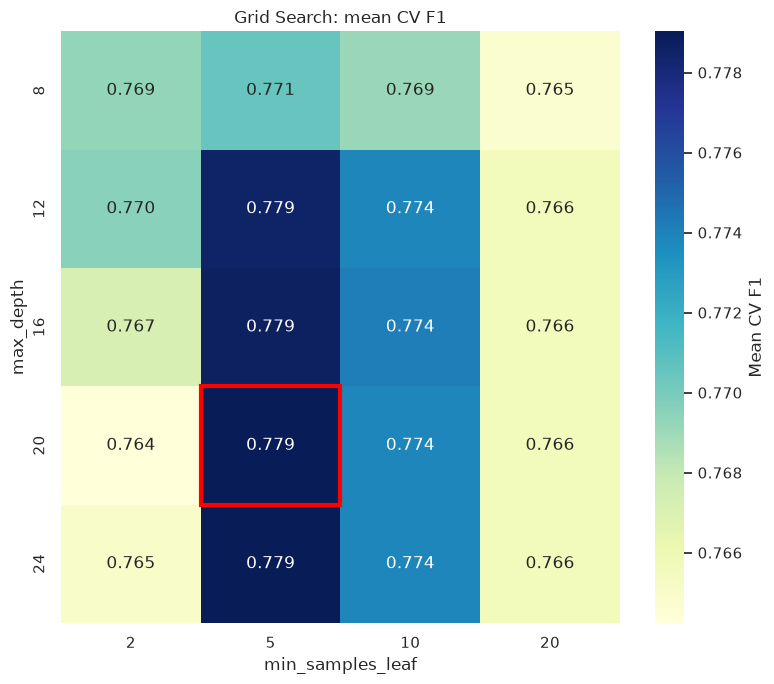 Grid Search: mean CV F1
max_depth
8 0.769 0.771 0.769 0.765
12 0.770 0.779 0.774 0.766
16 0.767 0.779 0.774 0.766
20 0.764 0.779 0.774 0.766
24 0.765 0.779 0.774 0.766
2 5 10 20
min_samples_leaf
0.778
0.776
0.774
0.772
0.770
0.768
0.766
Mean CV F1